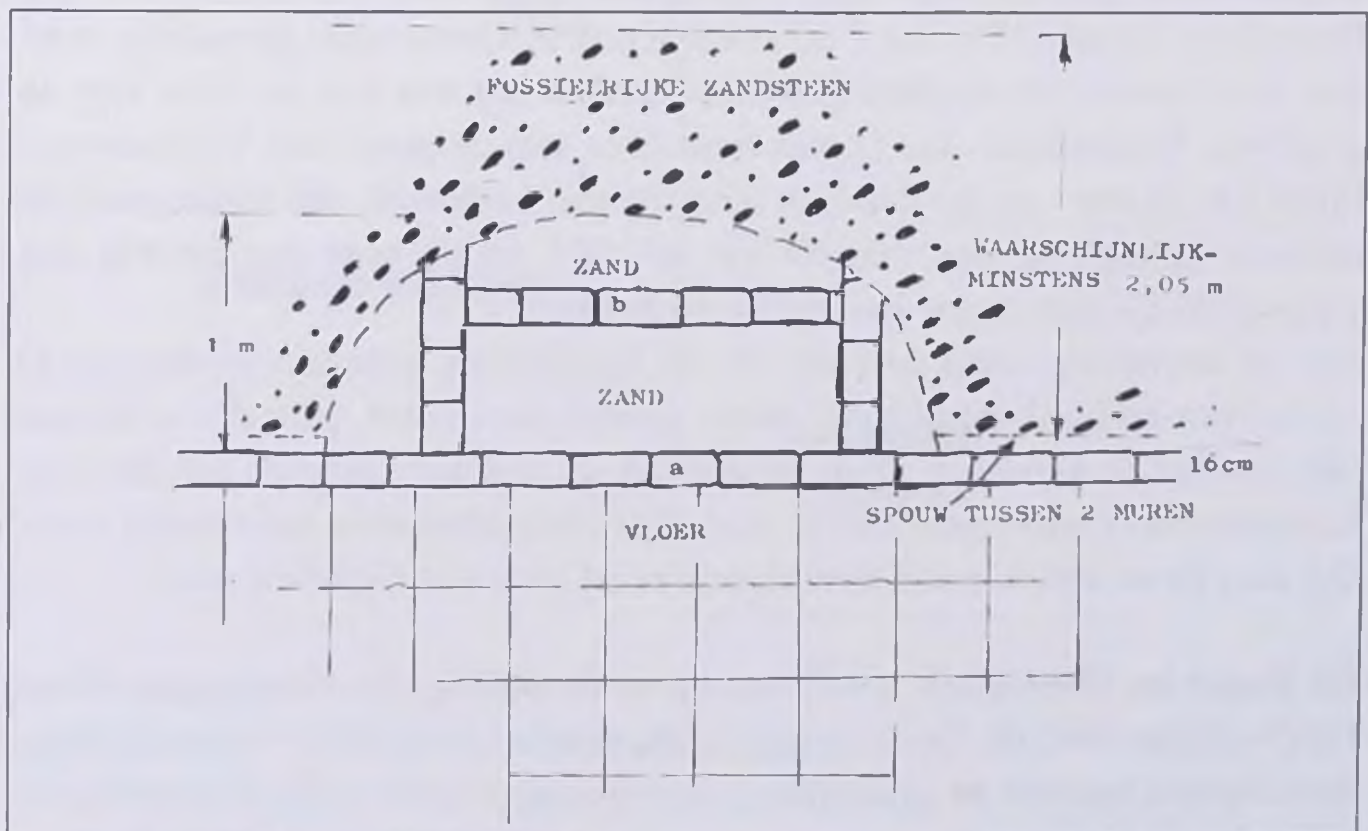 FOSSIELRIJKE ZANDSTEEN
WAARSCHIJNLIJK-
MINSTENS 2,05 m
ZAND
b
1 m
ZAND
a
16cm
SPOUW TUSSEN 2 MUREN
VLOER